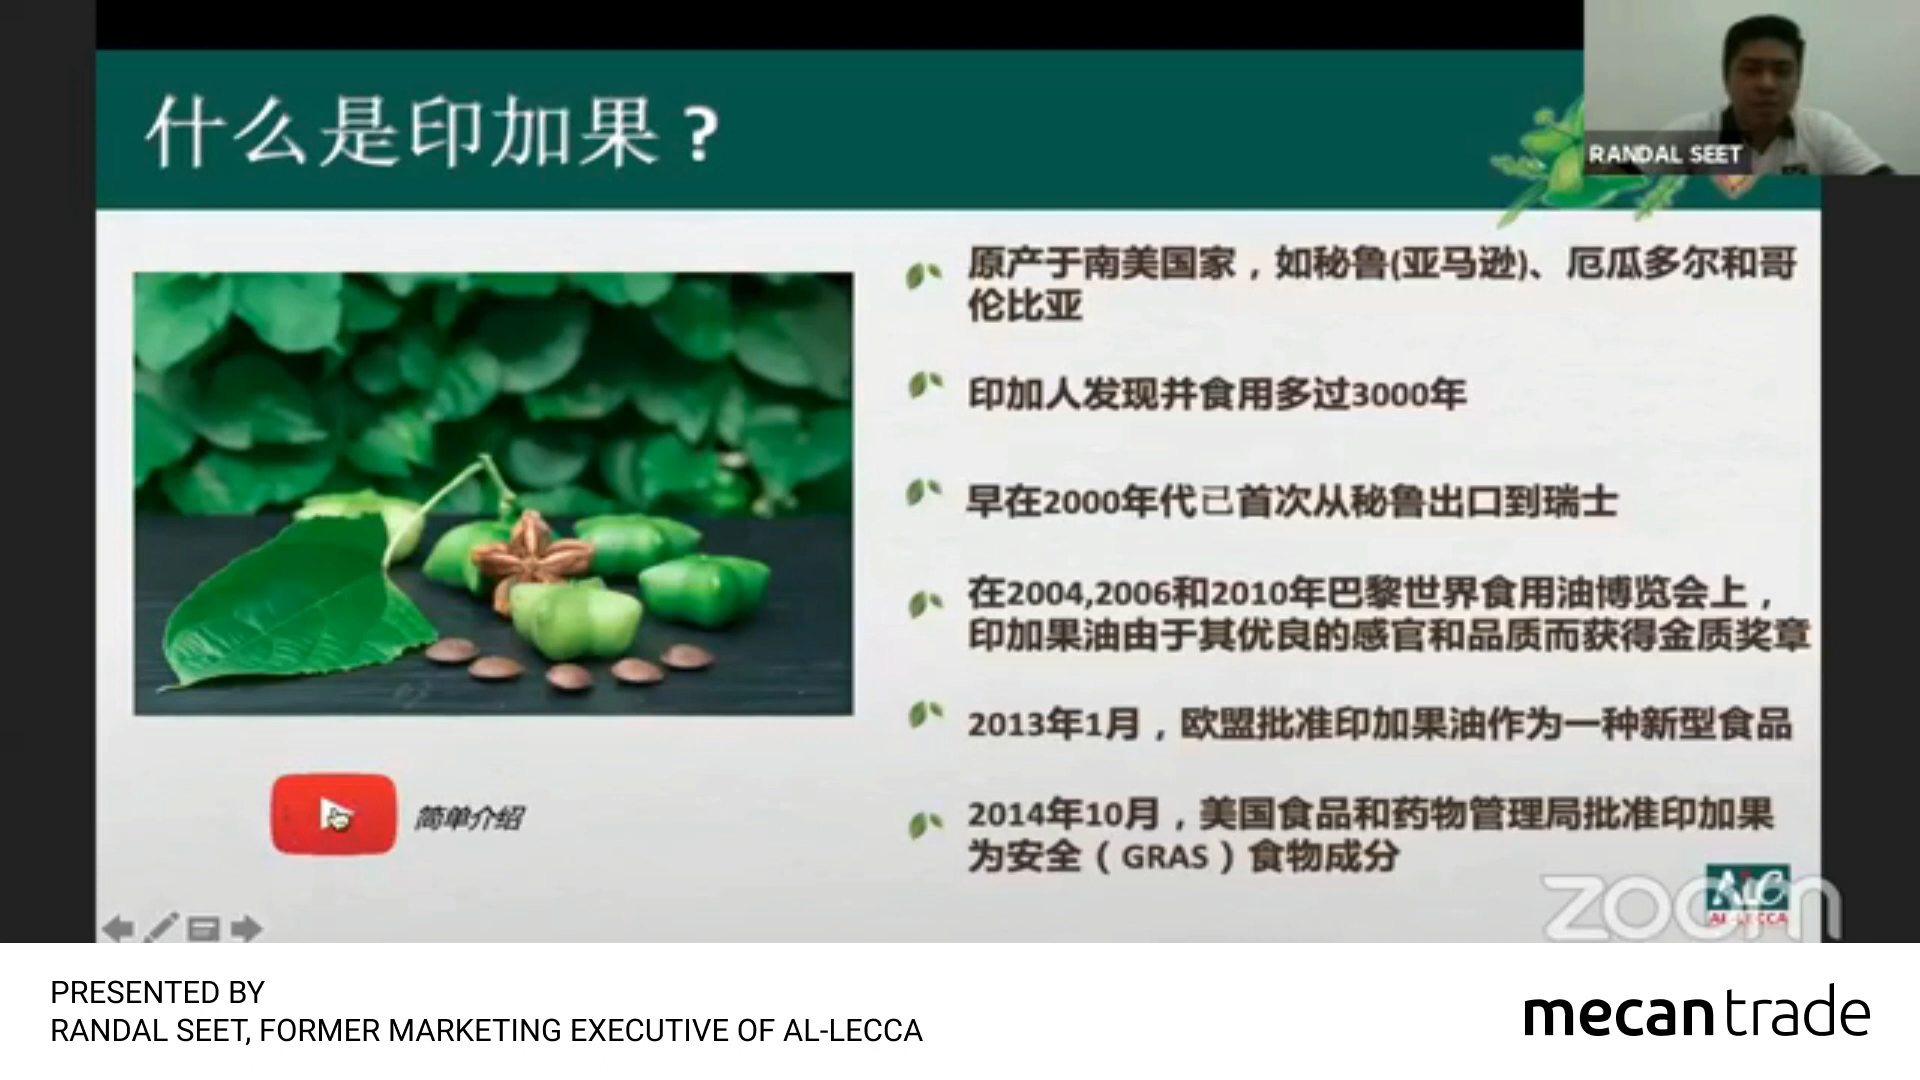 什么是印加果？
RANDAL SEET
原产于南美国家，如秘鲁(亚马逊)、厄瓜多尔和哥
伦比亚
印加人发现并食用多过3000年
早在2000年代已首次从秘鲁出口到瑞士
在2004,2006和2010年巴黎世界食用油博览会上，
印加果油由于其优良的感官和品质而获得金质奖章
2013年1月，欧盟批准印加果油作为一种新型食品
2014年10月，美国食品和药物管理局批准印加果
为安全（GRAS）食物成分
简单介绍
ALC
AL-LECCA
zoom
PRESENTED BY
RANDAL SEET, FORMER MARKETING EXECUTIVE OF AL-LECCA
mecantrade